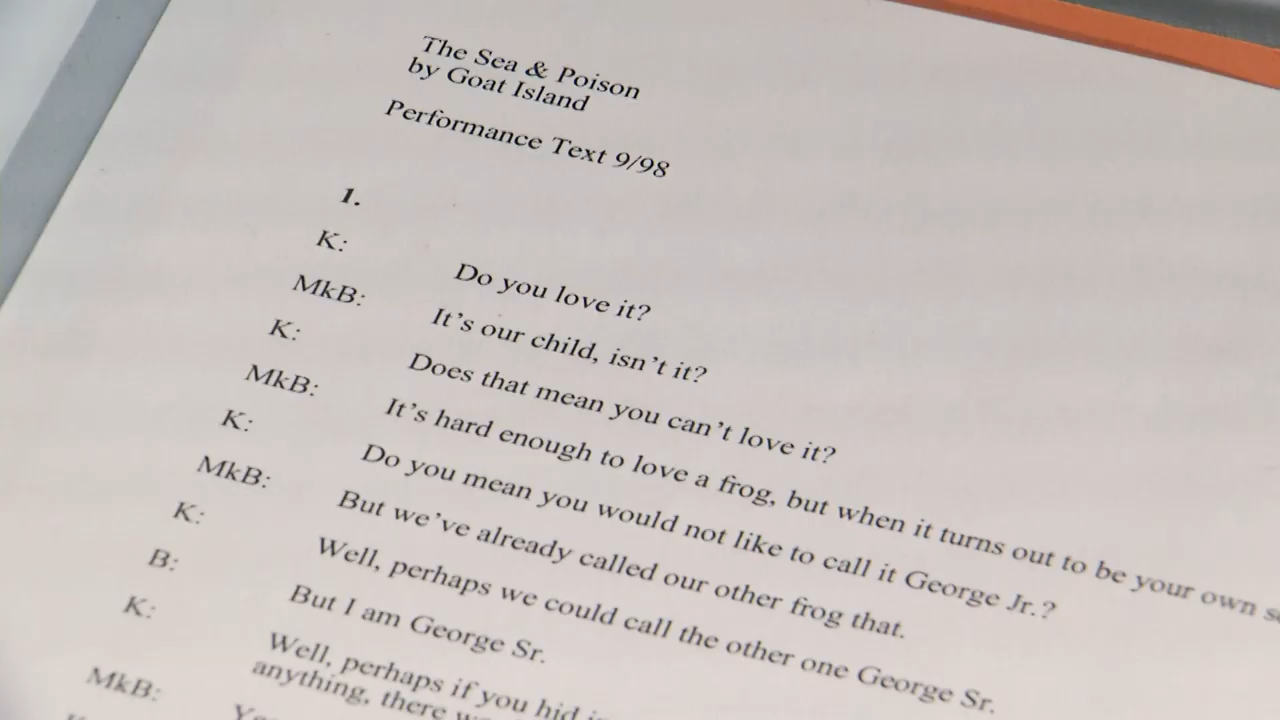 The Sea & Poison
by Goat Island
Performance Text 9/98
1.
K: Do you love it?
MkB: It's our child, isn't it?
K: Does that mean you can't love it?
MkB: It's hard enough to love a frog, but when it turns out to be your own
K: Do you mean you would not like to call it George Jr.?
MkB: But we've already called our other frog that.
K: Well, perhaps we could call the other one George Sr.
B: But I am George Sr.
K: Well, perhaps if you hid
anything, there
MkB: